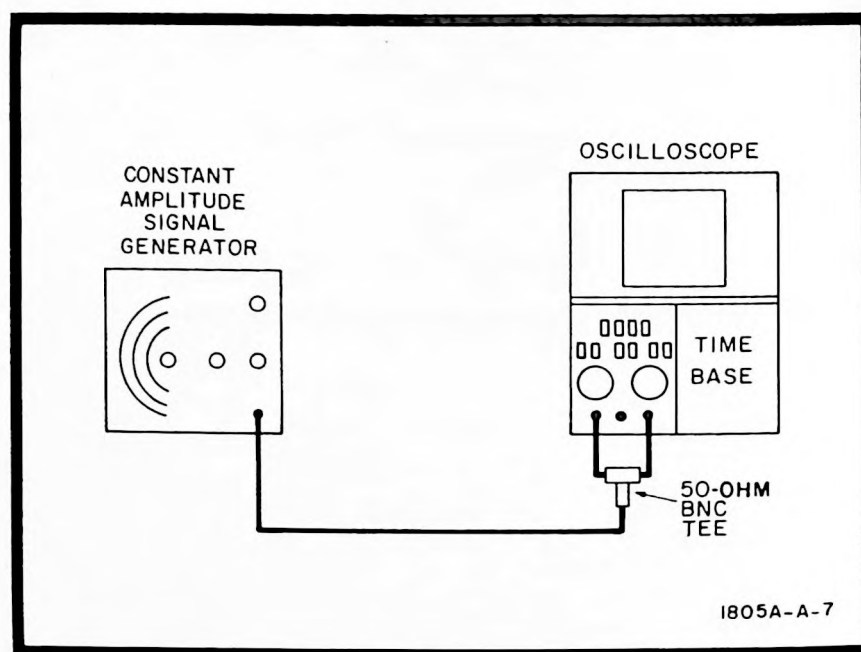 OSCILLOSCOPE
CONSTANT
AMPLITUDE
SIGNAL
GENERATOR
TIME
BASE
50-OHM
BNC
TEE
1805A-A-7